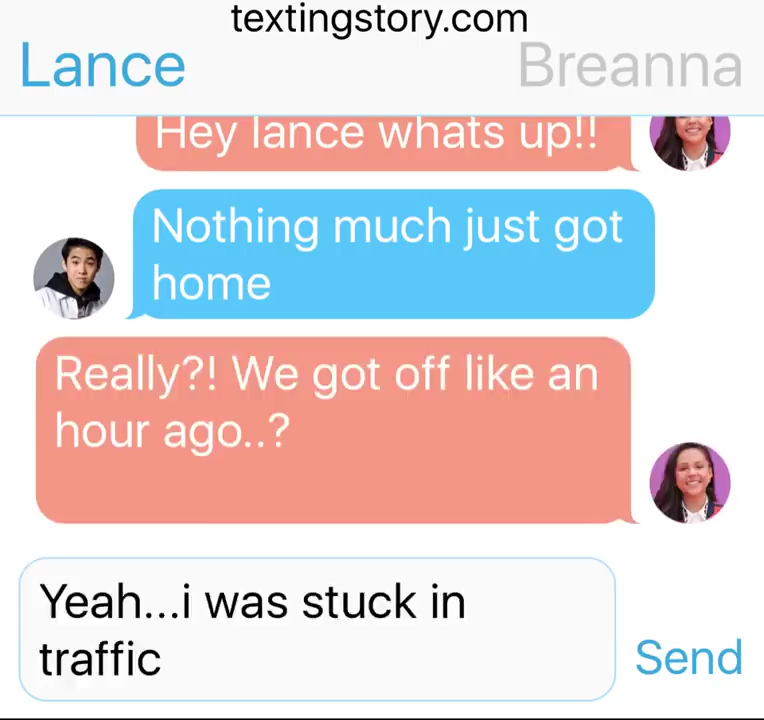 textingstory.com
Lance
Breanna
Hey lance whats up!!
Nothing much just got
home
Really?! We got off like an
hour ago..?
Yeah...i was stuck in
traffic
Send